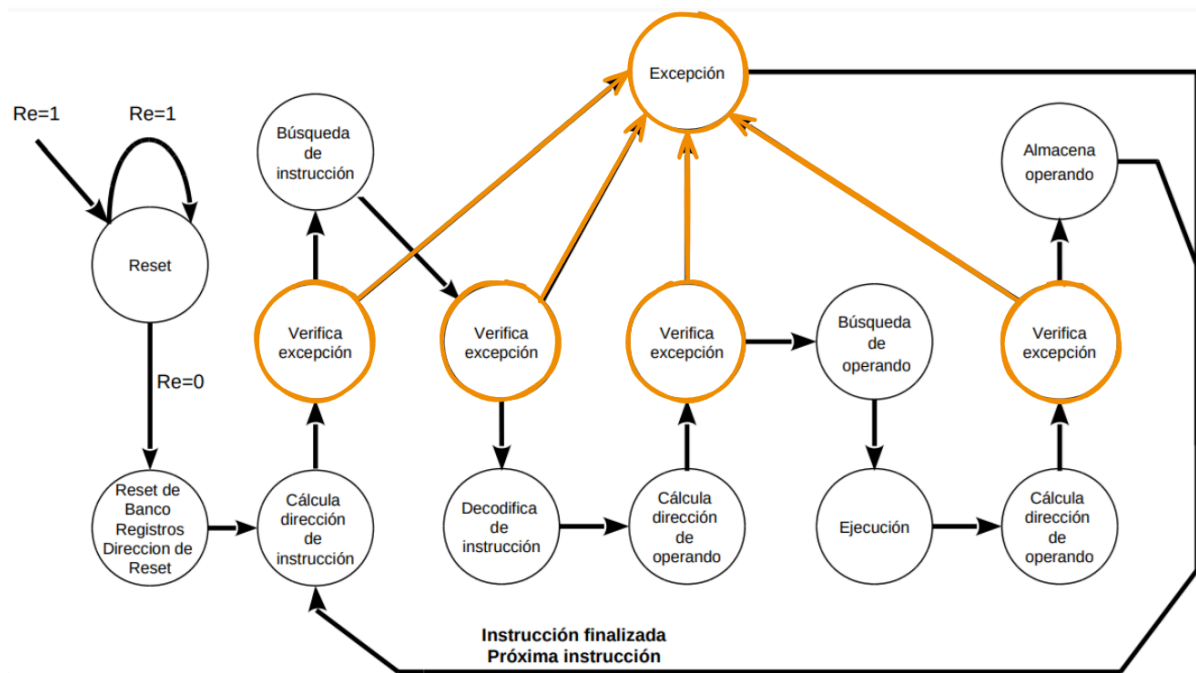 Excepción
Re=1
Re=1
Búsqueda
de
instrucción
Almacena
operando
Reset
Verifica
excepción
Verifica
excepción
Verifica
excepción
Búsqueda
de
operando
Verifica
excepción
Re=0
Reset de
Banco
Registros
Direccion de
Reset
Cálcula
dirección
de
instrucción
Decodifica
de
instrucción
Cálcula
dirección
de
operando
Ejecución
Cálcula
dirección
de
operando
Instrucción finalizada
Próxima instrucción